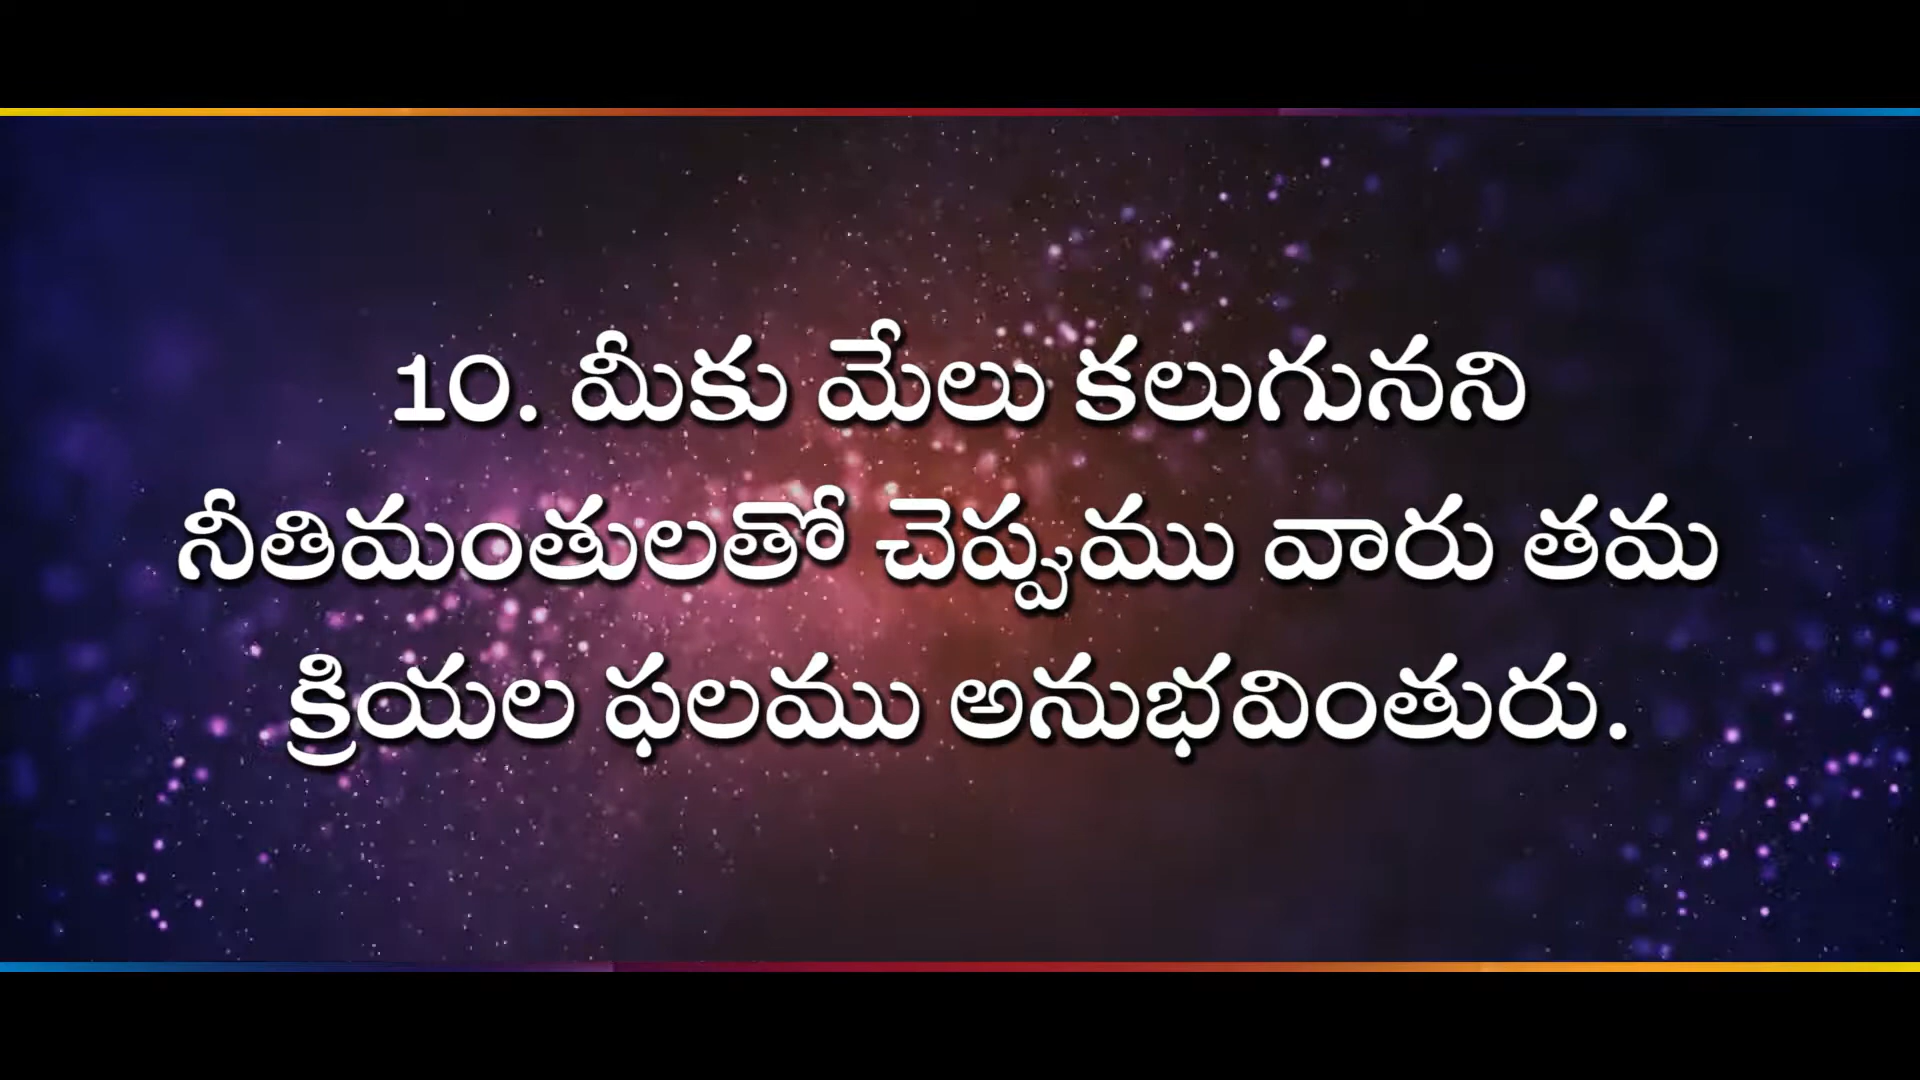 10. మీకు మేలు కలుగునని
నీతిమంతులతో చెప్పుము వారు తమ
క్రియల ఫలము అనుభవింతురు.